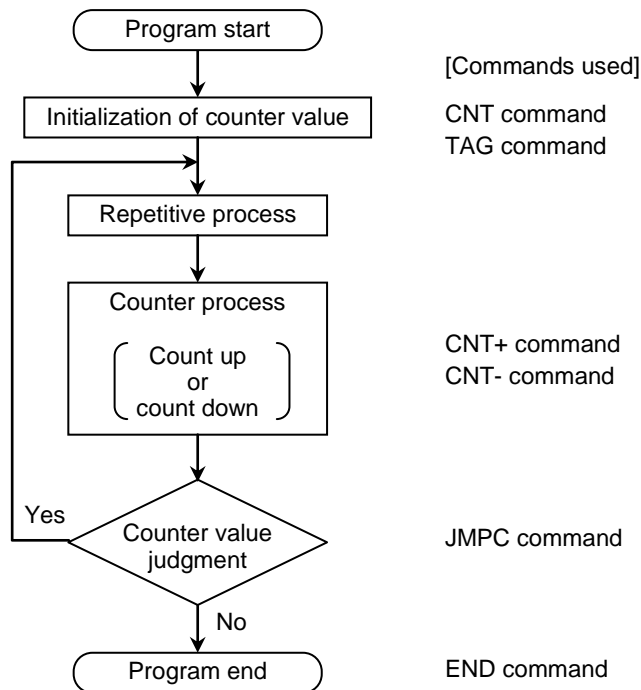 Program start
[Commands used]
Initialization of counter value
CNT command
TAG command
Repetitive process
Counter process
Count up
or
count down
CNT+ command
CNT- command
Yes
Counter value
judgment
JMPC command
No
Program end
END command